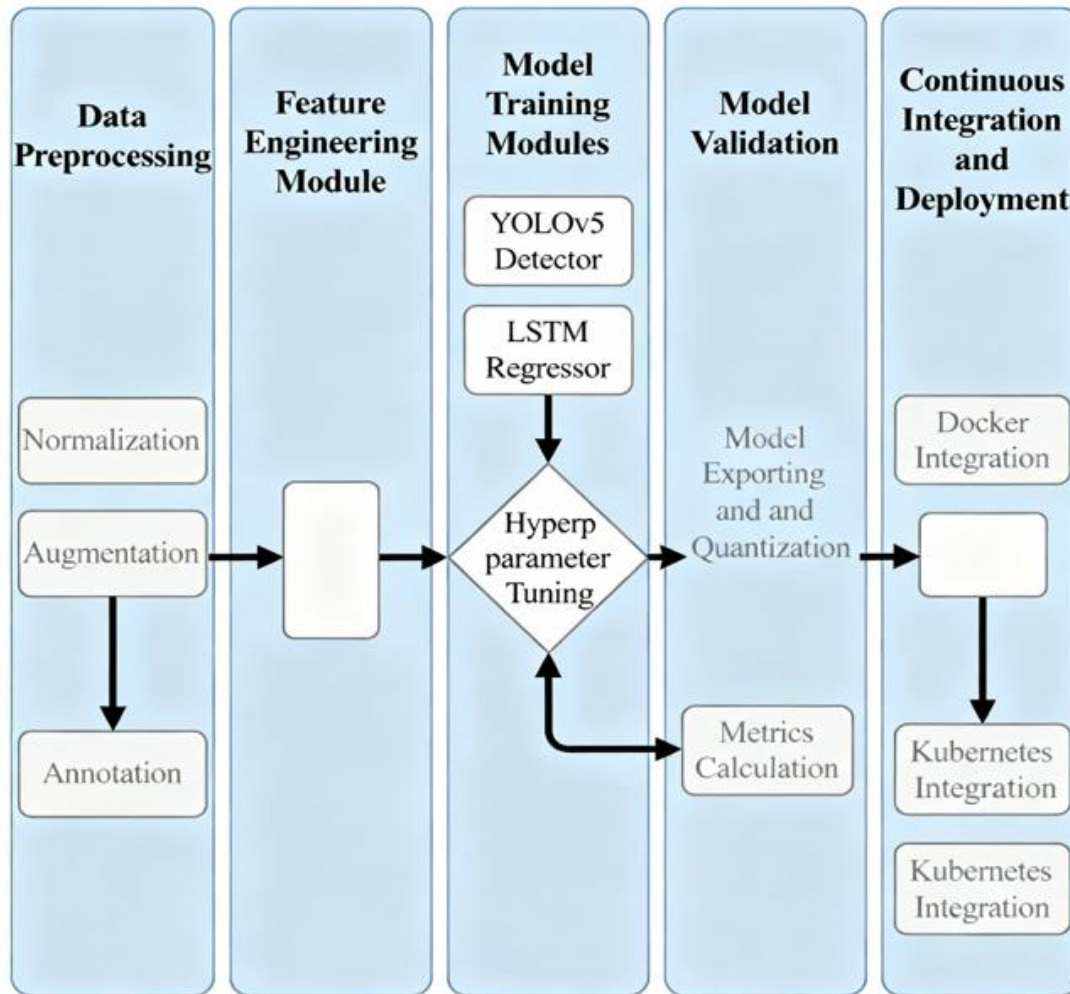 Data
Preprocessing
Normalization
Augmentation
Annotation
Feature
Engineering
Module
Model
Training
Modules
YOLOv5
Detector
LSTM
Regressor
Hyperp
parameter
Tuning
Model
Validation
Model
Exporting
and and
Quantization
Metrics
Calculation
Continuous
Integration
and
Deployment
Docker
Integration
Kubernetes
Integration
Kubernetes
Integration